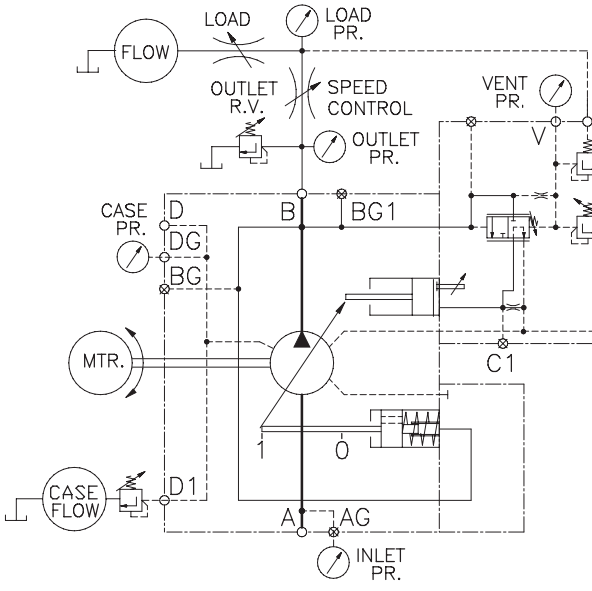 LOAD
LOAD
PR.
FLOW
OUTLET
R.V.
SPEED
CONTROL
VENT
PR.
V
OUTLET
PR.
CASE
PR.
D
DG
BG
B
BG1
MTR.
C1
1
0
CASE
FLOW
D1
A
AG
INLET
PR.